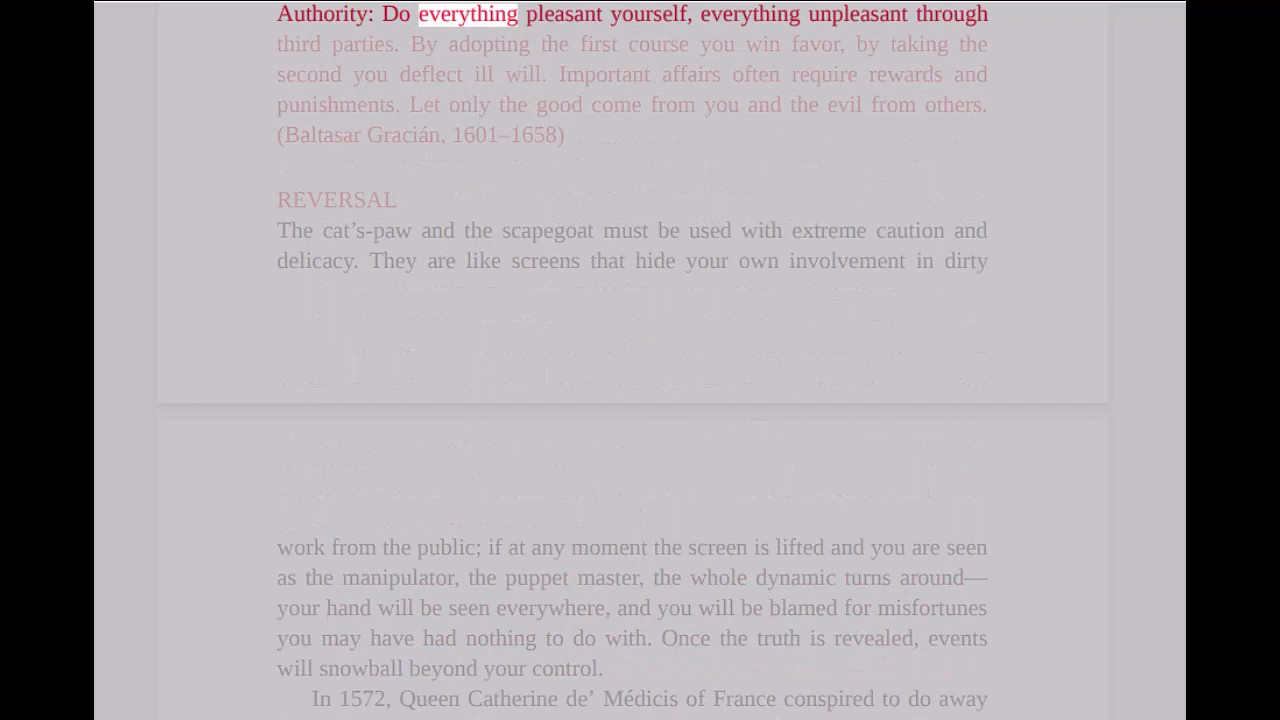 Authority: Do everything pleasant yourself, everything unpleasant through
third parties. By adopting the first course you win favor, by taking the
second you deflect ill will. Important affairs often require rewards and
punishments. Let only the good come from you and the evil from others.
(Baltasar Gracián, 1601–1658)
REVERSAL
The cat’s-paw and the scapegoat must be used with extreme caution and
delicacy. They are like screens that hide your own involvement in dirty
work from the public; if at any moment the screen is lifted and you are seen
as the manipulator, the puppet master, the whole dynamic turns around—
your hand will be seen everywhere, and you will be blamed for misfortunes
you may have had nothing to do with. Once the truth is revealed, events
will snowball beyond your control.
In 1572, Queen Catherine de’ Médicis of France conspired to do away